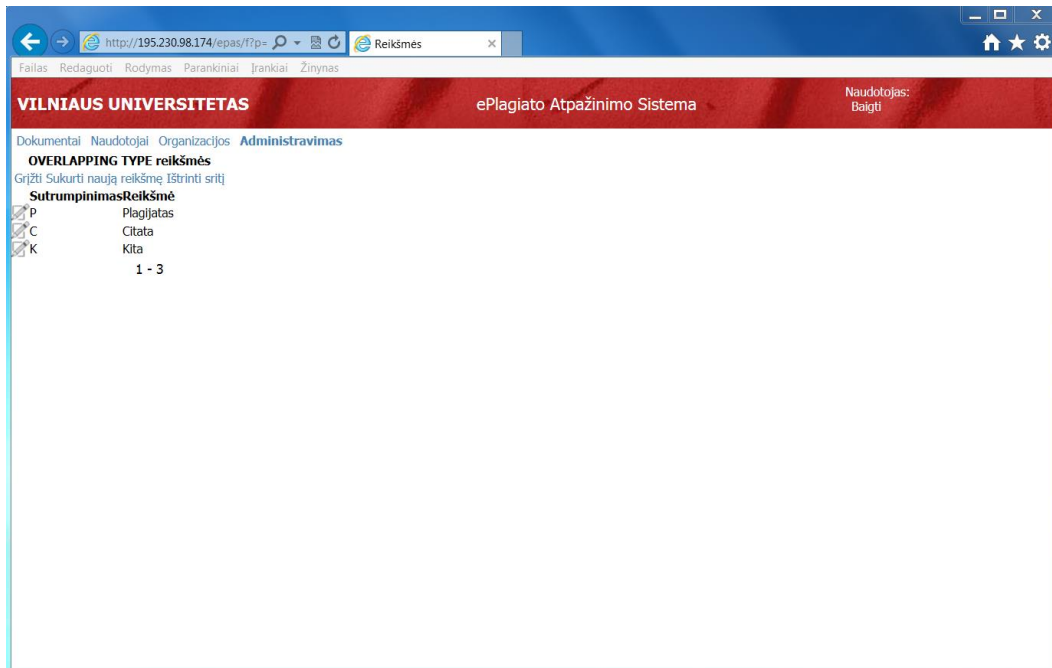 http://195.230.98.174/epas/f?p= Reikšmės
Failas Redaguoti Rodymas Parankiniai Įrankiai Žinynas
VILNIAUS UNIVERSITETAS ePlagiato Atpažinimo Sistema Naudotojas:
Baigti
Dokumentai Naudotojai Organizacijos Administravimas
OVERLAPPING TYPE reikšmės
Grįžti Sukurti naują reikšmę Ištrinti sritį
SutrumpinimasReikšmė
P Plagijatas
C Citata
K Kita
1 - 3